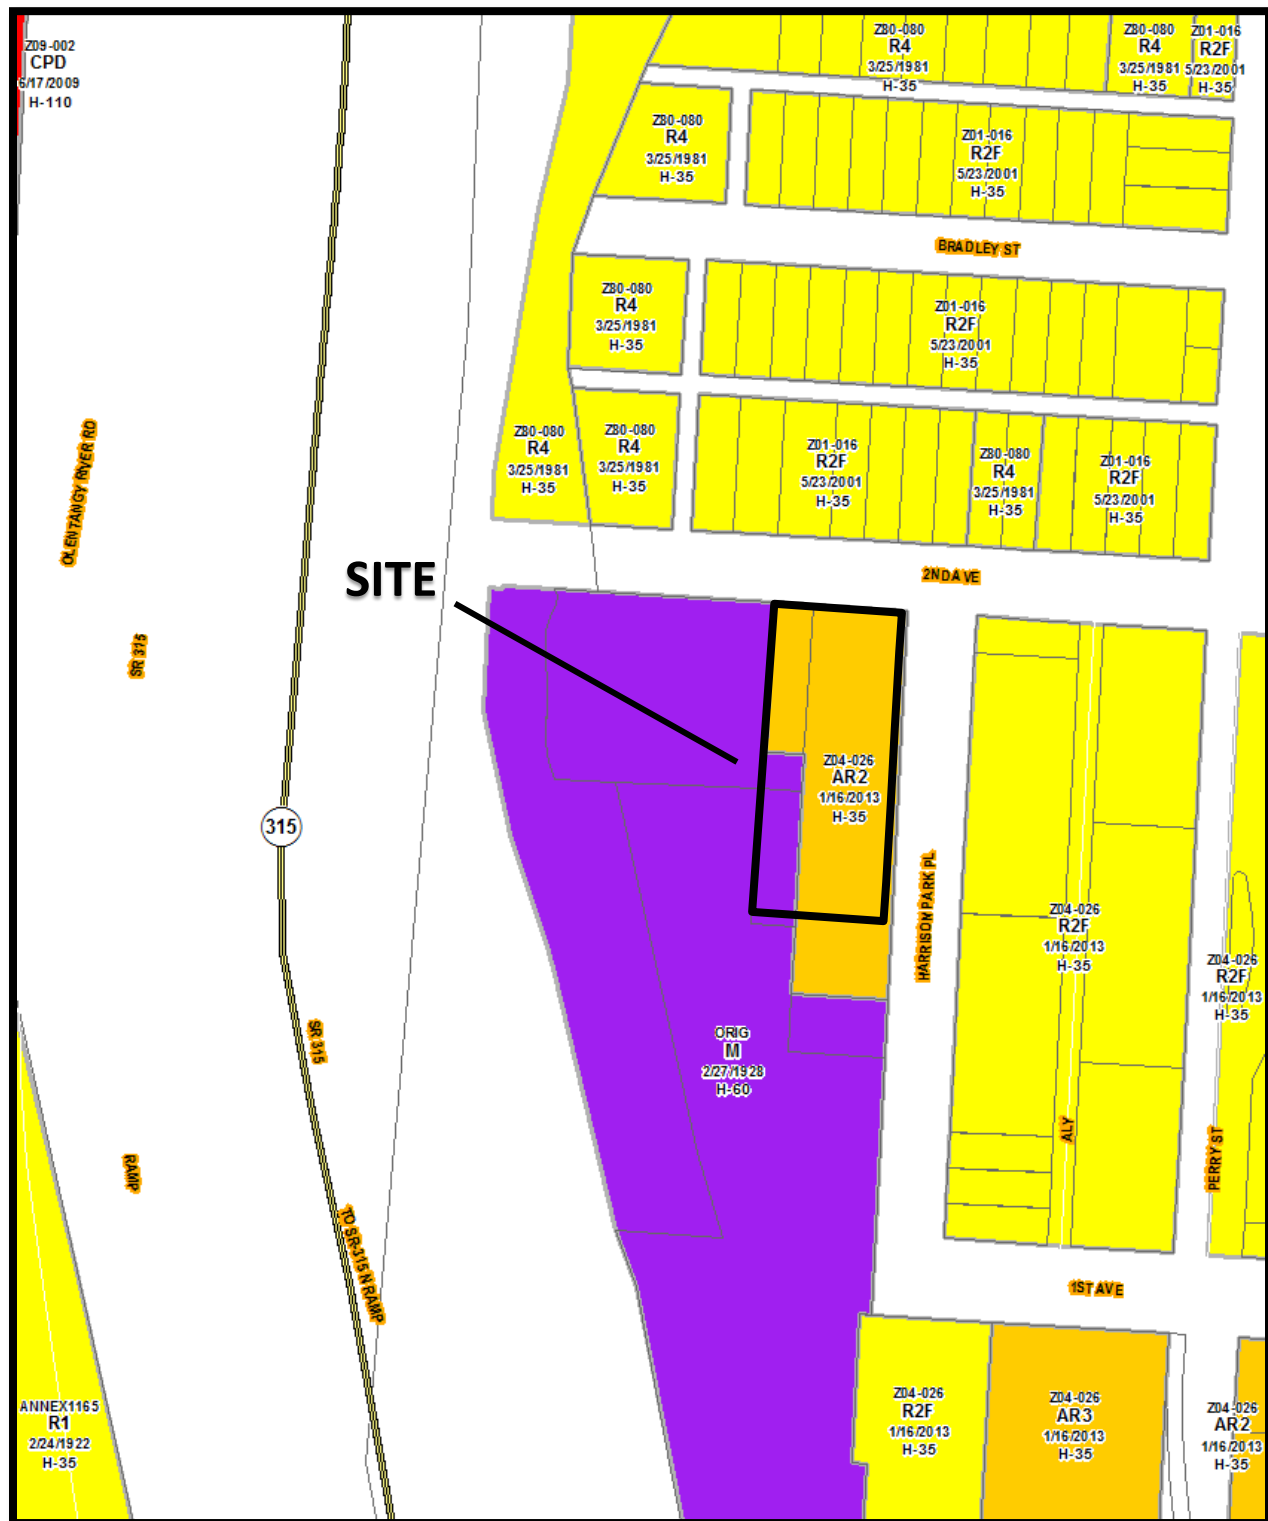 Z09-002
CPD
6/17/2009
H-110
Z80-080
R4
3/25/1981
H-35
Z80-080
R4
3/25/1981
H-35
Z01-016
R2F
5/23/2001
H-35
Z80-080
R4
3/25/1981
H-35
Z01-016
R2F
5/23/2001
H-35
BRADLEY ST
Z80-080
R4
3/25/1981
H-35
Z01-016
R2F
5/23/2001
H-35
Z80-080
R4
3/25/1981
H-35
Z80-080
R4
3/25/1981
H-35
Z01-016
R2F
5/23/2001
H-35
Z80-080
R4
3/25/1981
H-35
Z01-016
R2F
5/23/2001
H-35
OLENTANGY RIVER RD
2ND AVE
SITE
SR 315
Z04-026
AR2
1/16/2013
H-35
315
HARRISON PARK PL
Z04-026
R2F
1/16/2013
H-35
Z04-026
R2F
1/16/2013
H-35
SR 315
ORIG
M
2/27/1928
H-60
ALY
PERRY ST
RAMP
TO SR-315 N RAMP
1ST AVE
ANNEX1165
R1
2/24/1922
H-35
Z04-026
R2F
1/16/2013
H-35
Z04-026
AR3
1/16/2013
H-35
Z04-026
AR2
1/16/2013
H-35